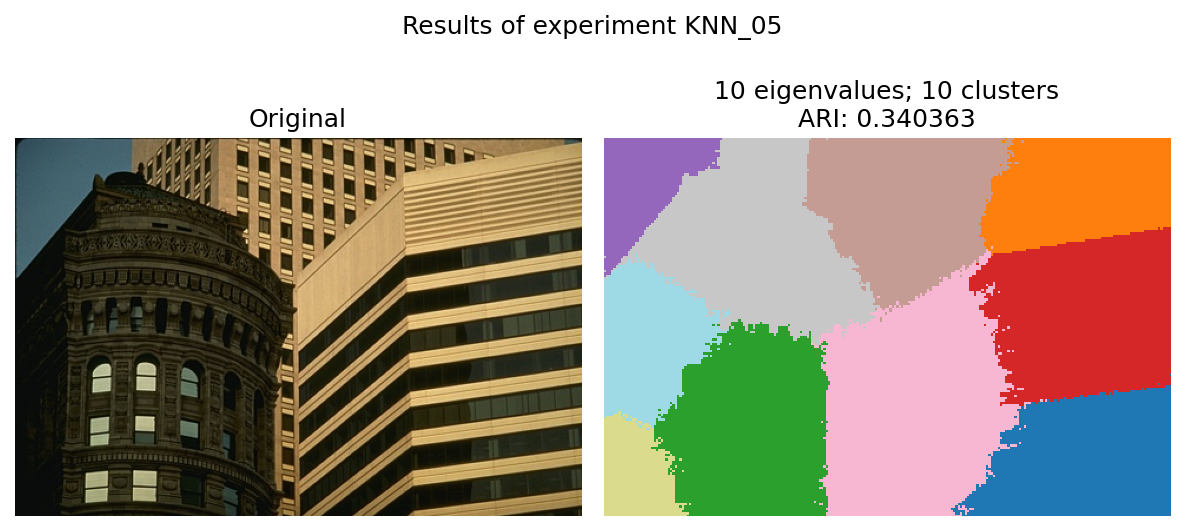 Results of experiment KNN_05
Original
10 eigenvalues; 10 clusters
ARI: 0.340363